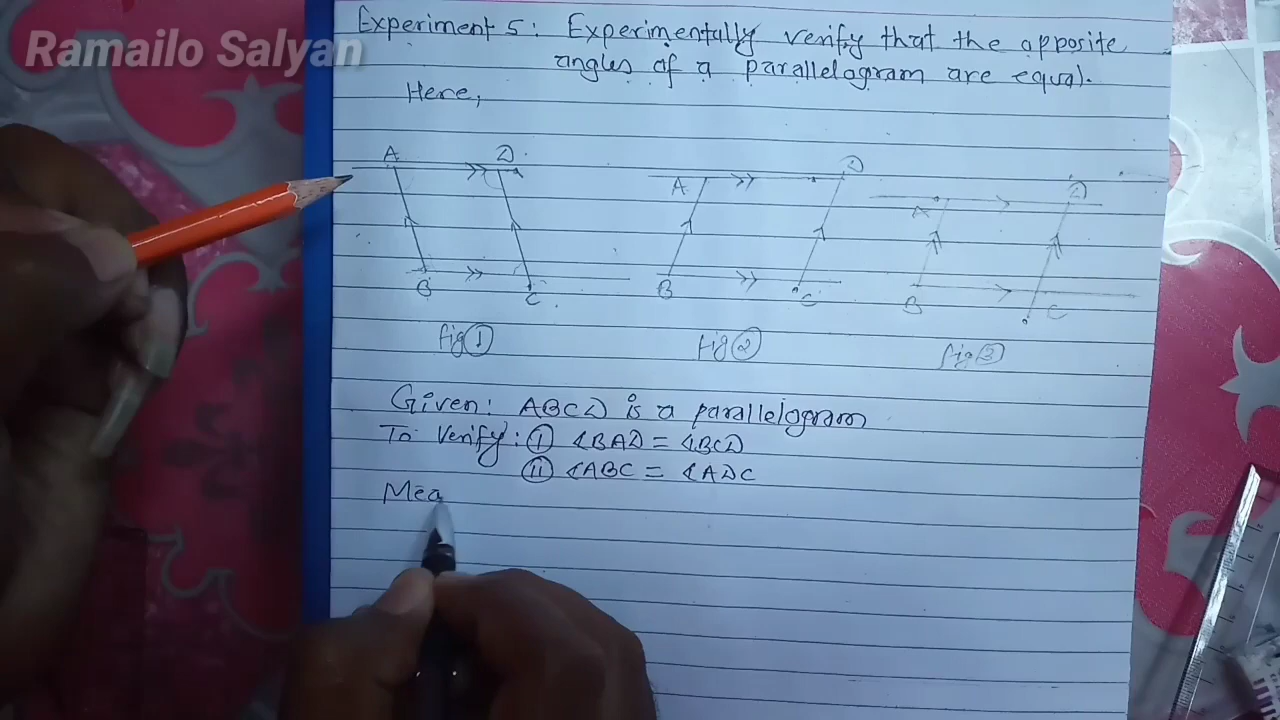 Ramailo Salyan
Experiment 5: Experimentally verify that the opposite
angles of a parallelogram are equal.
Here,
A D
B C
A D
B C
A D
B C
fig ① fig ② fig ③
Given: ABCD is a parallelogram
To Verify: ① ∢BAD = ∢BCD
② ∢ABC = ∢ADC
Mea